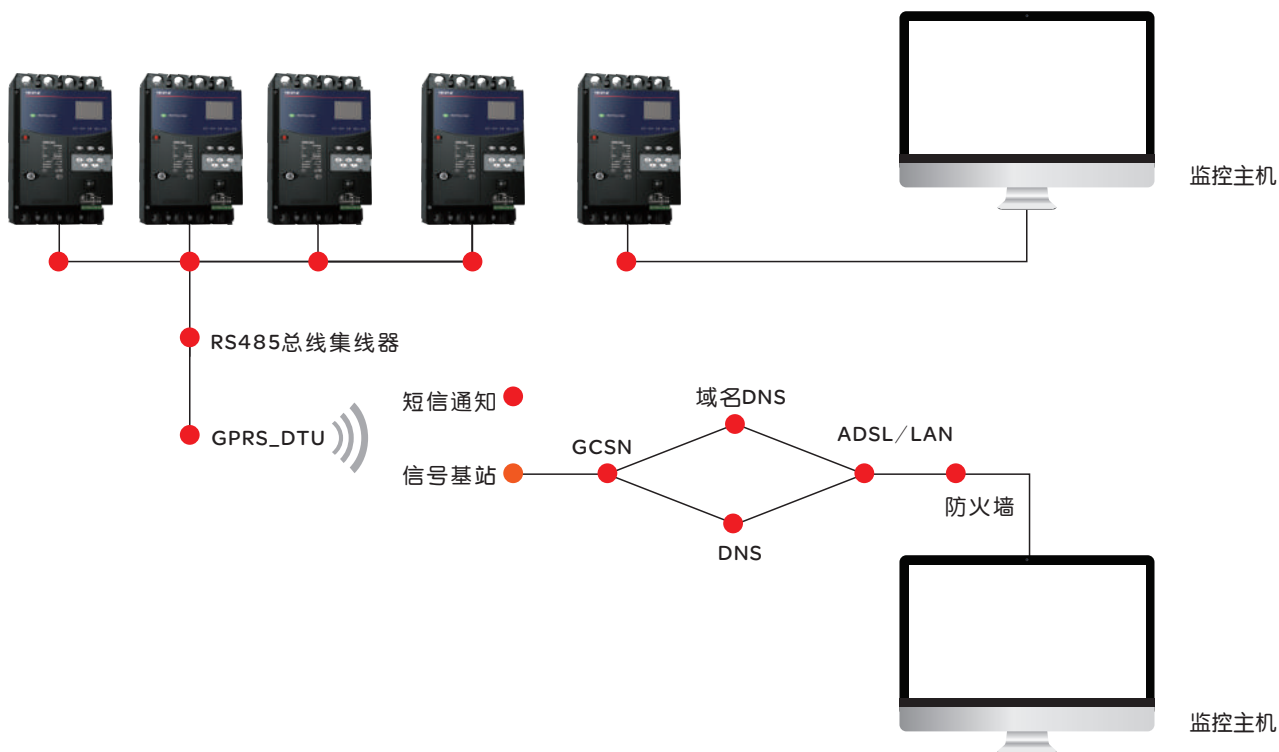 监控主机
RS485总线集线器
短信通知
域名DNS
GPRS_DTU
GCSN
ADSL/LAN
信号基站
防火墙
DNS
监控主机